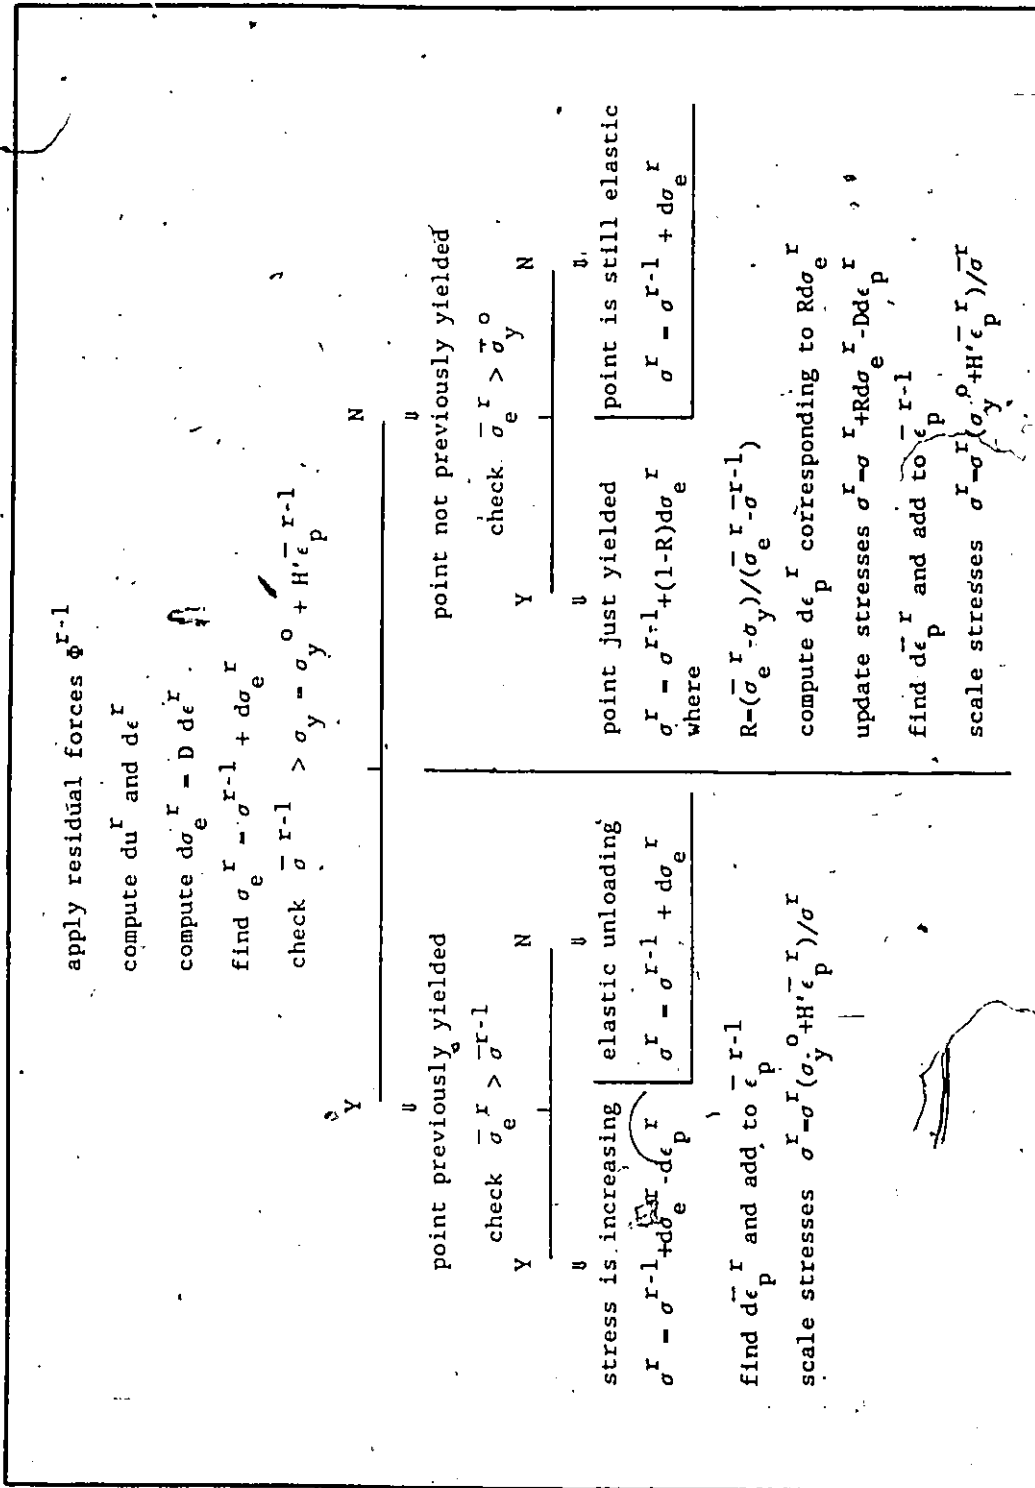 apply residual forces Φ^{r-1}
compute du^r and dϵ^r
compute dσ_e^r = D dϵ^r
find σ_e^r = σ^{r-1} + dσ_e^r
check σ̄^{r-1} > σ_y = σ_y^o + H'ϵ̄_p^{r-1}
Y N
⇓ ⇓
point previously yielded
check σ̄_e^r > σ̄^{r-1}
Y N
⇓ ⇓
stress is increasing
σ^r = σ^{r-1}+dσ_e^r-dϵ_p^r
find dϵ̄_p^r and add to ϵ̄_p^{r-1}
scale stresses σ^r=σ^r(σ_y^o+H'ϵ̄_p^r)/σ^r
elastic unloading
σ^r = σ^{r-1} + dσ_e^r
point not previously yielded
check σ̄_e^r > σ̄_y^o
Y N
⇓ ⇓
point just yielded
σ^r = σ^{r-1}+(1-R)dσ_e^r
where
R=(σ̄_e^r-σ_y)/(σ̄_e^r-σ̄^{r-1})
compute dϵ_p^r corresponding to Rdσ_e^r
update stresses σ^r=σ^r+Rdσ_e^r-Ddϵ_p^r
find dϵ̄_p^r and add to ϵ̄_p^{r-1}
scale stresses σ^r=σ^r(σ_y^o+H'ϵ̄_p^r)/σ̄^r
point is still elastic
σ^r = σ^{r-1} + dσ_e^r